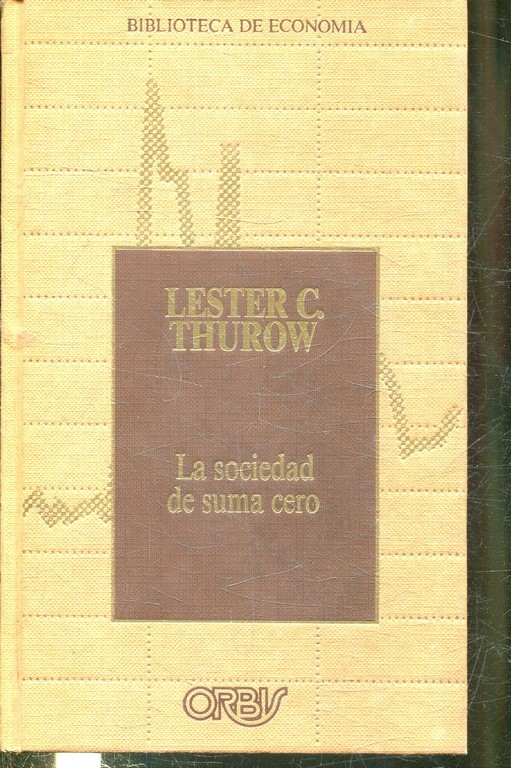 BIBLIOTECA DE ECONOMIA
LESTER C.
THUROW
La sociedad
de suma cero
ORBIS